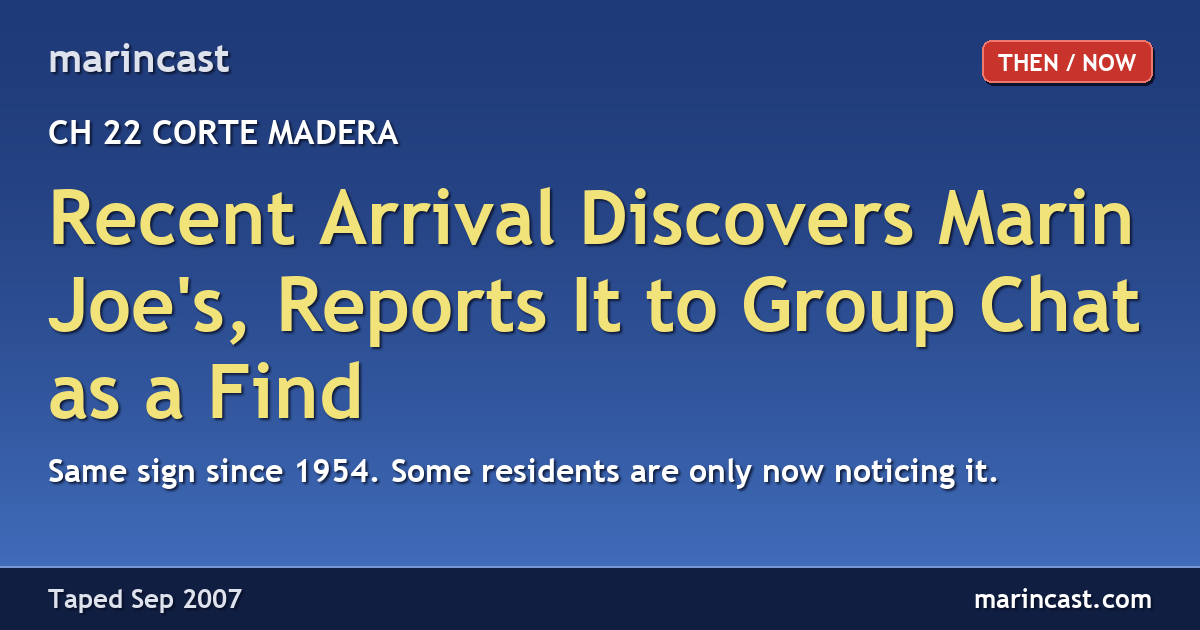 marincast
THEN / NOW
CH 22 CORTE MADERA
Recent Arrival Discovers Marin
Joe's, Reports It to Group Chat
as a Find
Same sign since 1954. Some residents are only now noticing it.
Taped Sep 2007
marincast.com